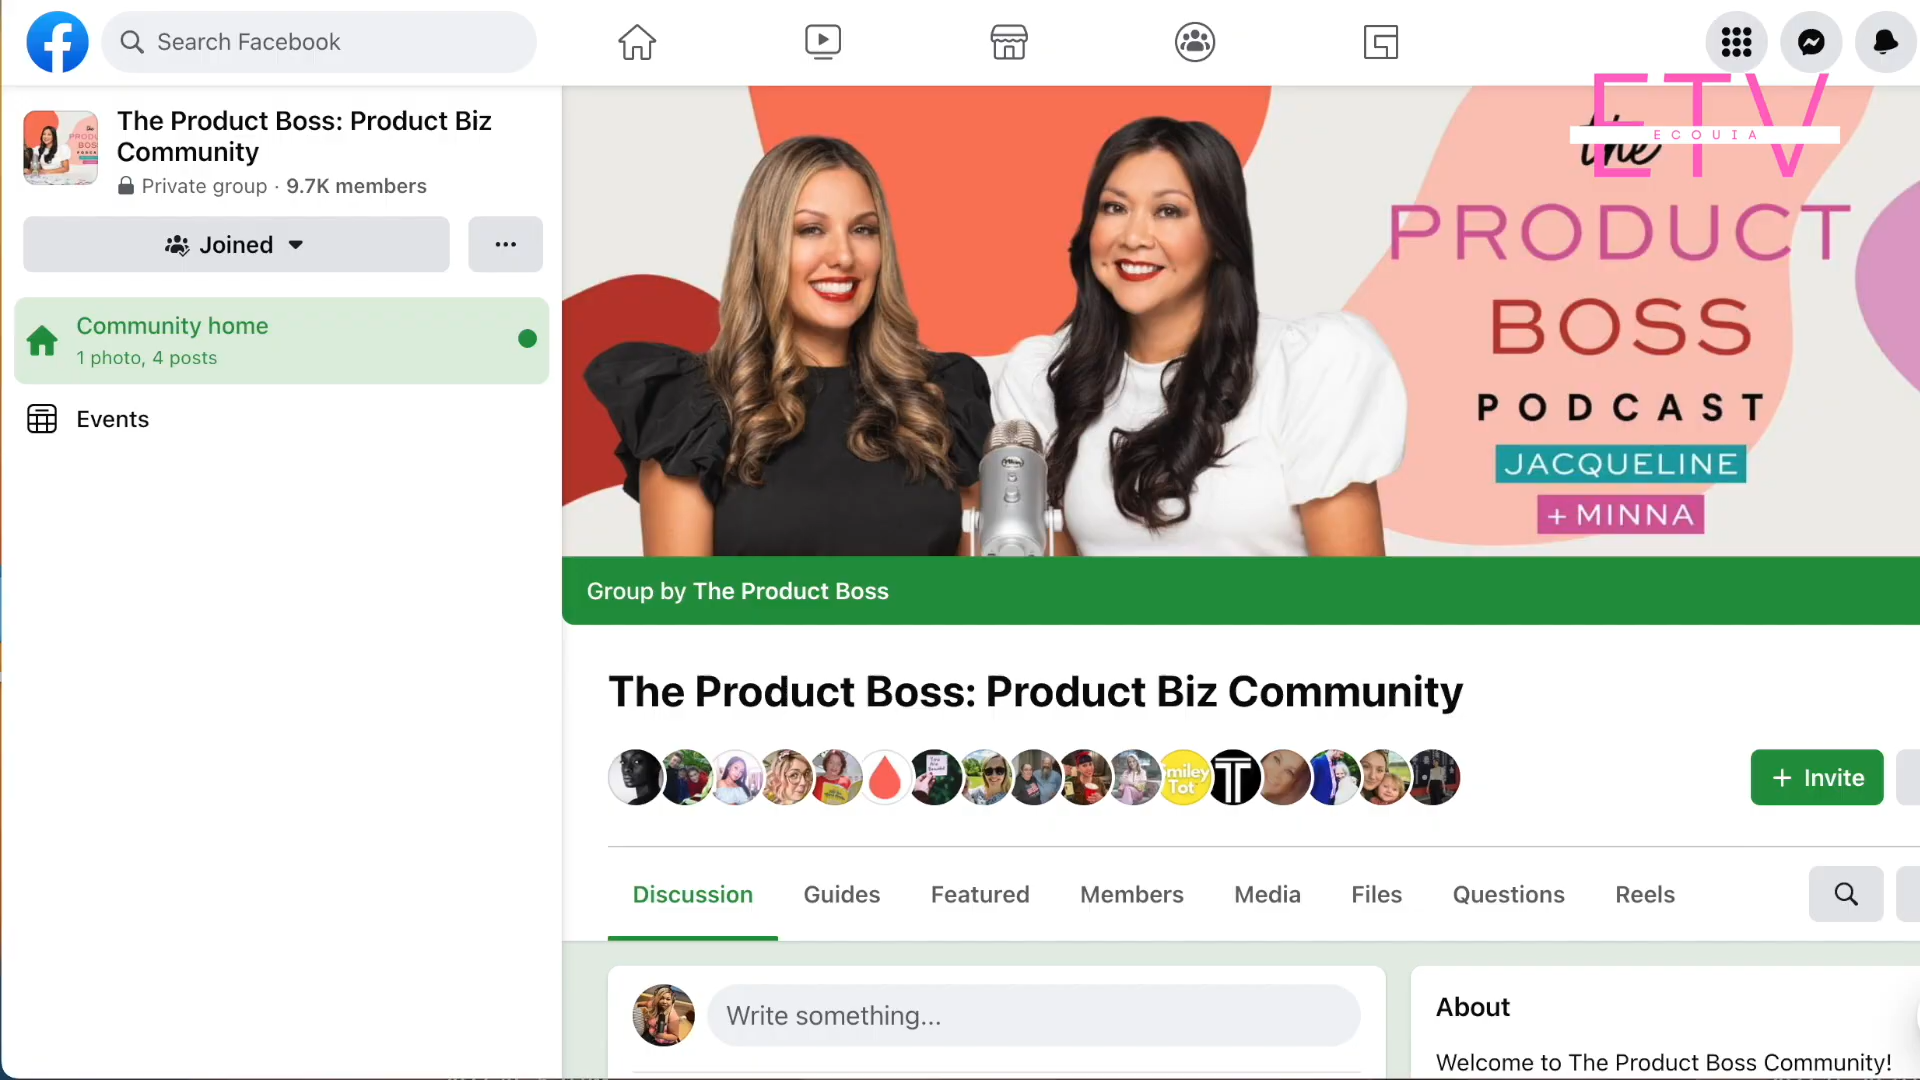 Search Facebook
The Product Boss: Product Biz
Community
Private group · 9.7K members
Joined
Community home
1 photo, 4 posts
Events
ETV
ECOUIA
the
PRODUCT
BOSS
PODCAST
JACQUELINE
+ MINNA
Group by The Product Boss
The Product Boss: Product Biz Community
Smiley
Tot
+ Invite
Discussion
Guides
Featured
Members
Media
Files
Questions
Reels
Write something...
About
Welcome to The Product Boss Community!